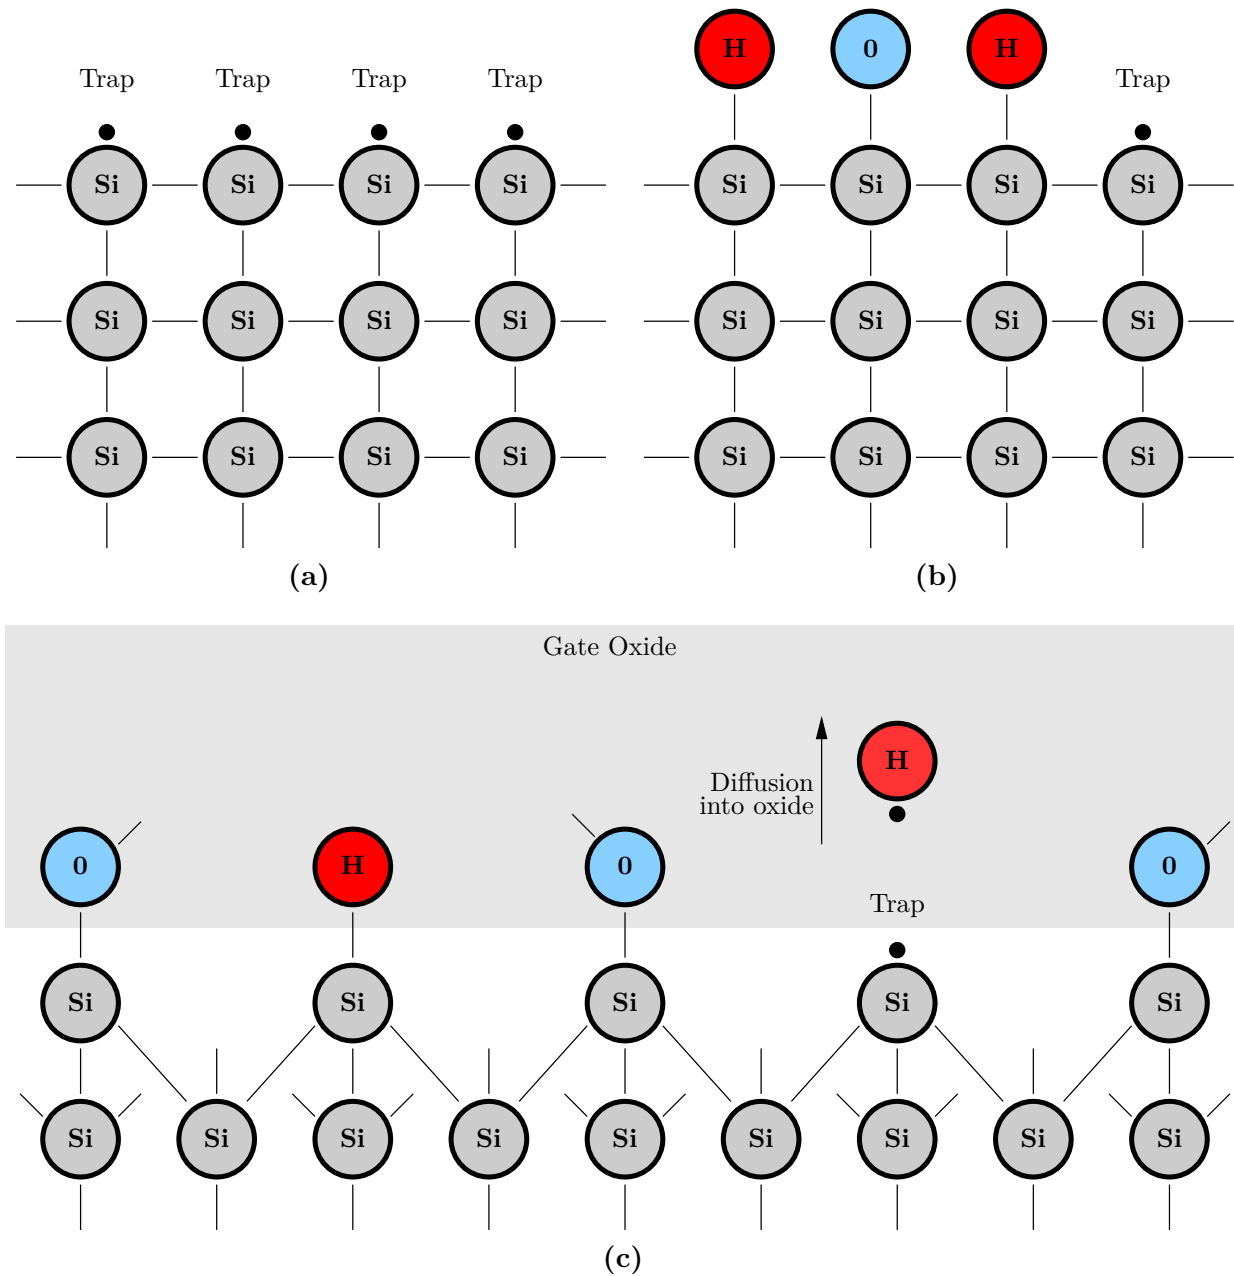 Trap Trap Trap Trap
Si Si Si Si
Si Si Si Si
Si Si Si Si
(a)
H 0 H
Trap
Si Si Si Si
Si Si Si Si
Si Si Si Si
(b)
Gate Oxide
H
Diffusion
into oxide
0 H 0 0
Trap
Si Si Si Si Si
Si Si Si Si Si Si Si Si Si
(c)